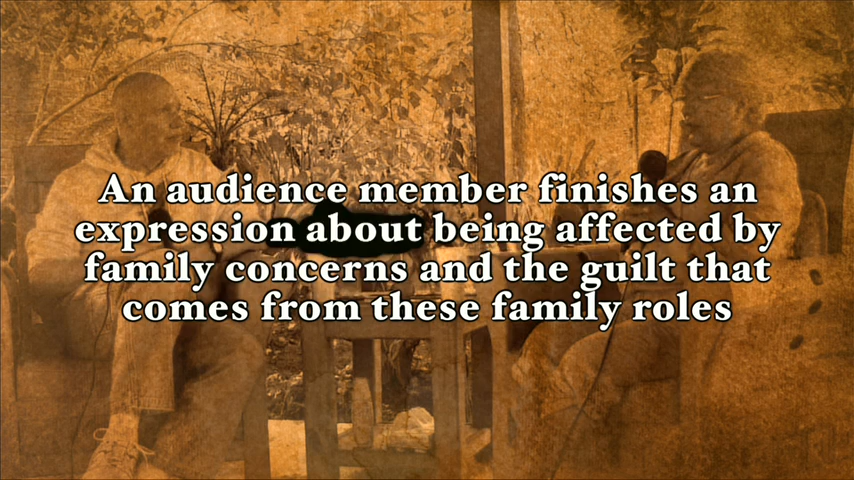 An audience member finishes an
expression about being affected by
family concerns and the guilt that
comes from these family roles